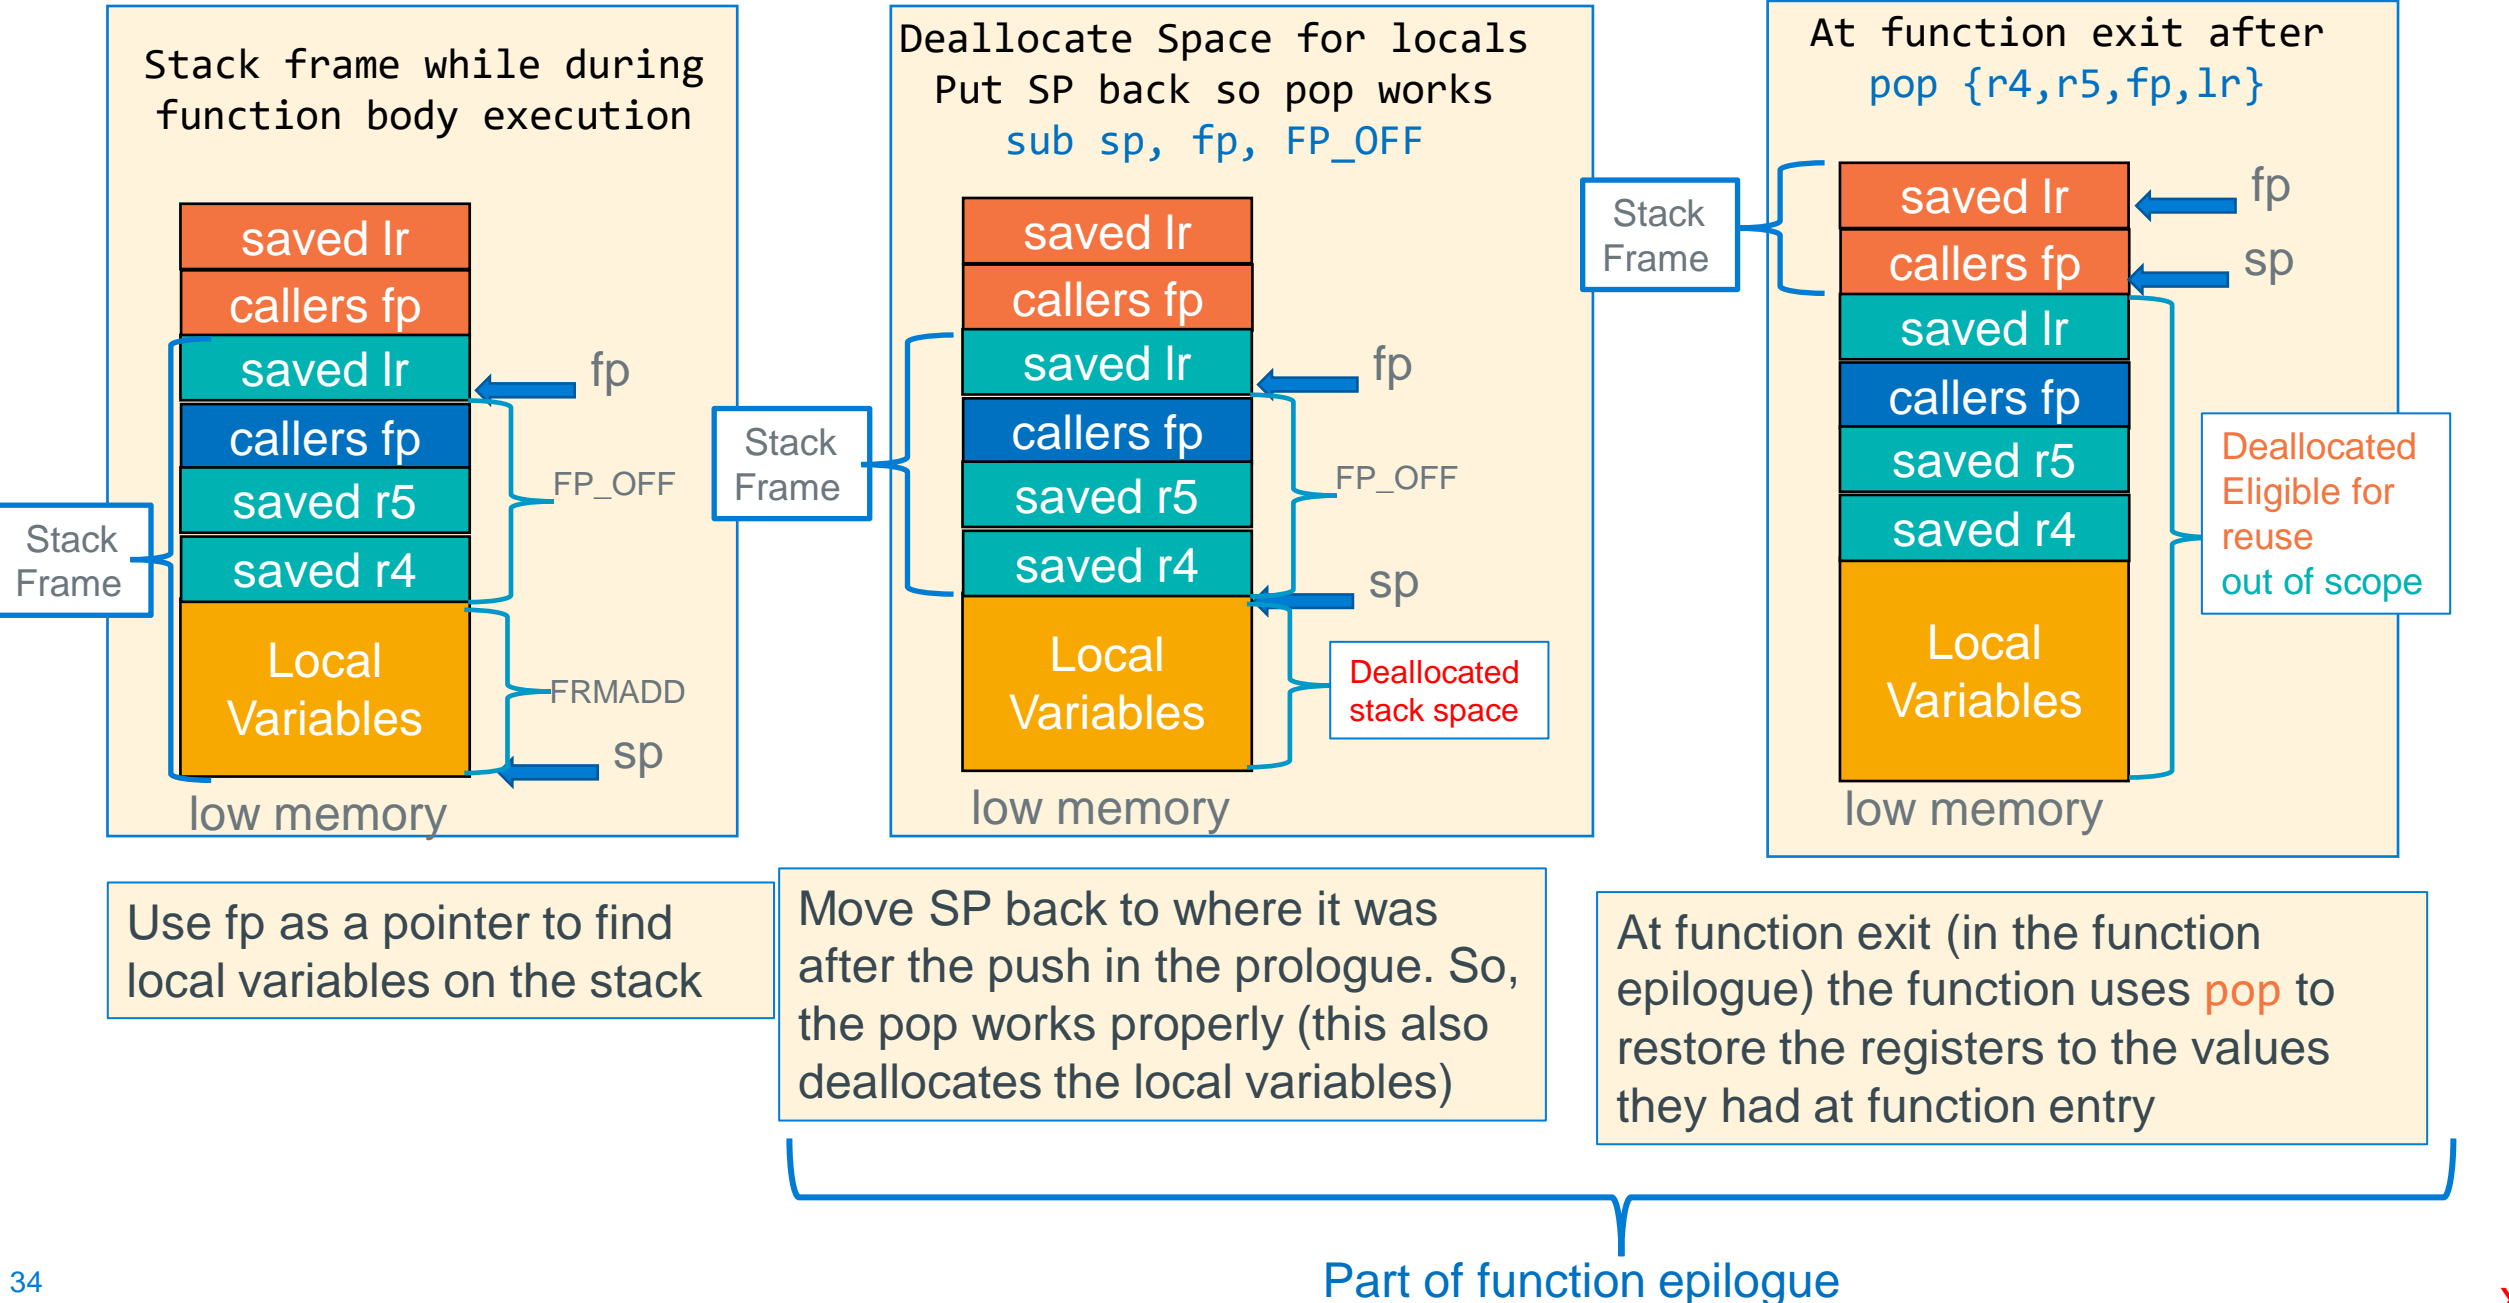 Stack frame while during
function body execution
saved lr
callers fp
saved lr
fp
callers fp
FP_OFF
saved r5
Stack
Frame
saved r4
Local
Variables
FRMADD
sp
low memory
Use fp as a pointer to find
local variables on the stack
Deallocate Space for locals
Put SP back so pop works
sub sp, fp, FP_OFF
saved lr
callers fp
saved lr
fp
Stack
Frame
callers fp
FP_OFF
saved r5
saved r4
sp
Local
Variables
Deallocated
stack space
low memory
Move SP back to where it was
after the push in the prologue. So,
the pop works properly (this also
deallocates the local variables)
At function exit after
pop {r4,r5,fp,lr}
Stack
Frame
saved lr
fp
callers fp
sp
saved lr
callers fp
saved r5
saved r4
Deallocated
Eligible for
reuse
out of scope
Local
Variables
low memory
At function exit (in the function
epilogue) the function uses pop to
restore the registers to the values
they had at function entry
Part of function epilogue
34